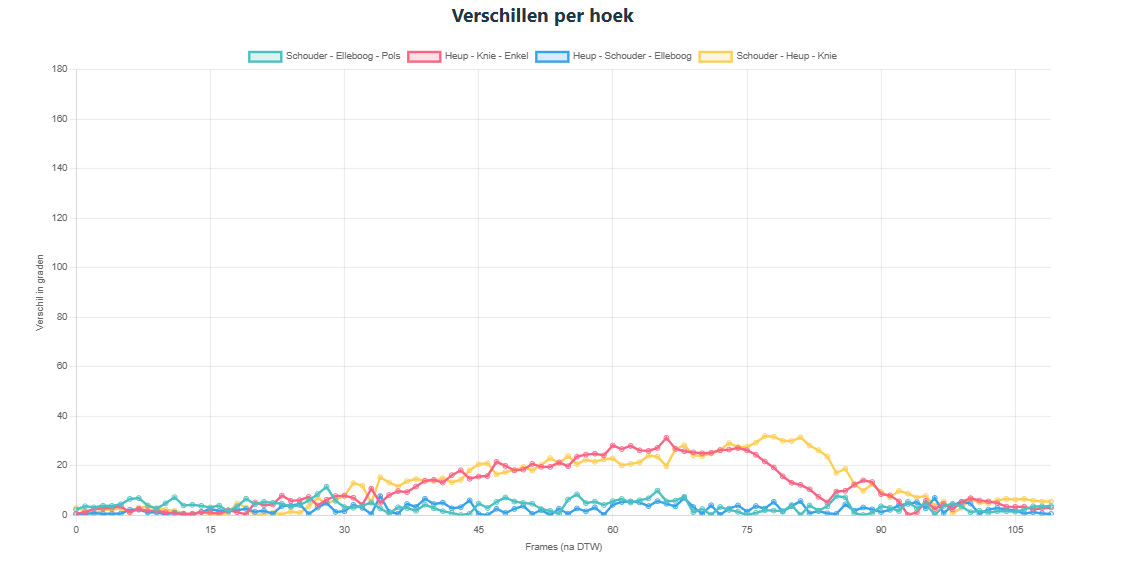 Verschillen per hoek
Schouder - Elleboog - Pols Heup - Knie - Enkel Heup - Schouder - Elleboog Schouder - Heup - Knie
180
160
140
120
100
80
60
40
20
0
Verschil in graden
0 15 30 45 60 75 90 105
Frames (na DTW)